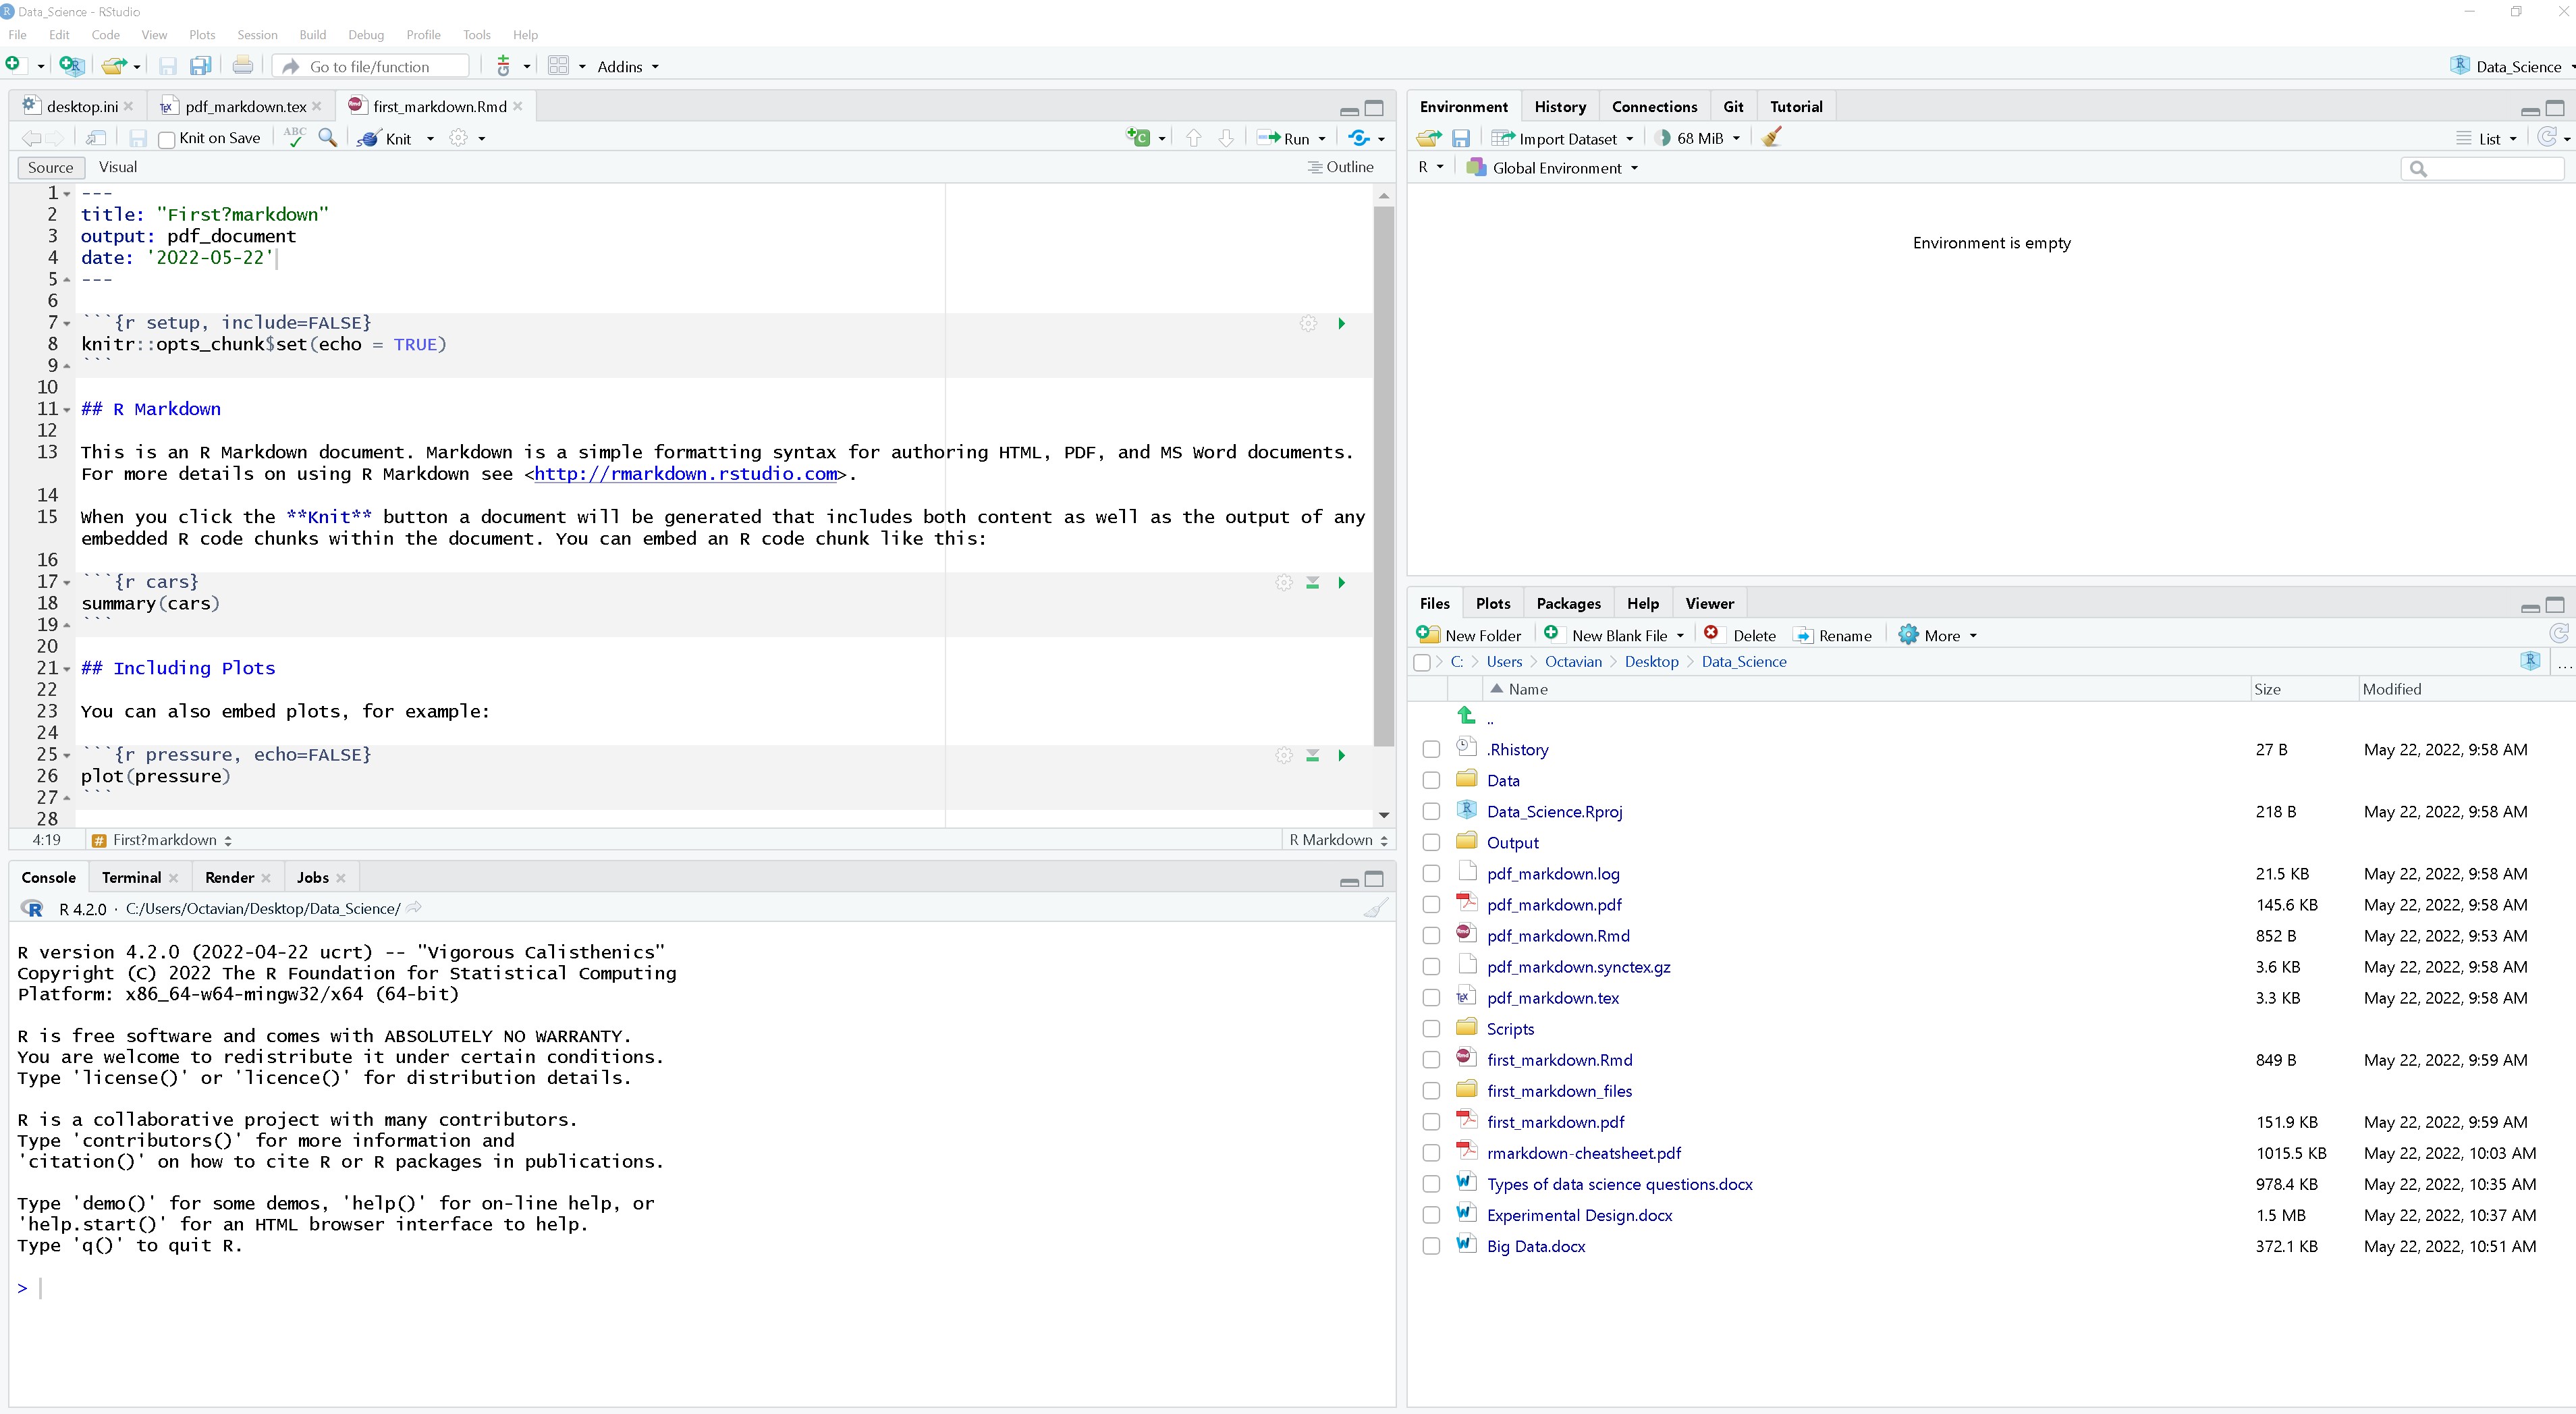 Data_Science - RStudio
File Edit Code View Plots Session Build Debug Profile Tools Help
Go to file/function Addins Data_Science
desktop.ini pdf_markdown.tex first_markdown.Rmd
Knit on Save ABC Knit Run
Source Visual Outline
1 ---
2 title: "First?markdown"
3 output: pdf_document
4 date: '2022-05-22'
5 ---
6
7 ```{r setup, include=FALSE}
8 knitr::opts_chunk$set(echo = TRUE)
9 ```
10
11 ## R Markdown
12
13 This is an R Markdown document. Markdown is a simple formatting syntax for authoring HTML, PDF, and MS Word documents.
For more details on using R Markdown see <http://rmarkdown.rstudio.com>.
14
15 When you click the **Knit** button a document will be generated that includes both content as well as the output of any
embedded R code chunks within the document. You can embed an R code chunk like this:
16
17 ```{r cars}
18 summary(cars)
19 ```
20
21 ## Including Plots
22
23 You can also embed plots, for example:
24
25 ```{r pressure, echo=FALSE}
26 plot(pressure)
27 ```
28
4:19 First?markdown R Markdown
Console Terminal Render Jobs
R 4.2.0 · C:/Users/Octavian/Desktop/Data_Science/
R version 4.2.0 (2022-04-22 ucrt) -- "Vigorous Calisthenics"
Copyright (C) 2022 The R Foundation for Statistical Computing
Platform: x86_64-w64-mingw32/x64 (64-bit)
R is free software and comes with ABSOLUTELY NO WARRANTY.
You are welcome to redistribute it under certain conditions.
Type 'license()' or 'licence()' for distribution details.
R is a collaborative project with many contributors.
Type 'contributors()' for more information and
'citation()' on how to cite R or R packages in publications.
Type 'demo()' for some demos, 'help()' for on-line help, or
'help.start()' for an HTML browser interface to help.
Type 'q()' to quit R.
>
Environment History Connections Git Tutorial
Import Dataset 68 MiB List
R Global Environment
Environment is empty
Files Plots Packages Help Viewer
New Folder New Blank File Delete Rename More
C: Users Octavian Desktop Data_Science ...
Name Size Modified
..
.Rhistory 27 B May 22, 2022, 9:58 AM
Data
Data_Science.Rproj 218 B May 22, 2022, 9:58 AM
Output
pdf_markdown.log 21.5 KB May 22, 2022, 9:58 AM
pdf_markdown.pdf 145.6 KB May 22, 2022, 9:58 AM
pdf_markdown.Rmd 852 B May 22, 2022, 9:53 AM
pdf_markdown.synctex.gz 3.6 KB May 22, 2022, 9:58 AM
pdf_markdown.tex 3.3 KB May 22, 2022, 9:58 AM
Scripts
first_markdown.Rmd 849 B May 22, 2022, 9:59 AM
first_markdown_files
first_markdown.pdf 151.9 KB May 22, 2022, 9:59 AM
rmarkdown-cheatsheet.pdf 1015.5 KB May 22, 2022, 10:03 AM
Types of data science questions.docx 978.4 KB May 22, 2022, 10:35 AM
Experimental Design.docx 1.5 MB May 22, 2022, 10:37 AM
Big Data.docx 372.1 KB May 22, 2022, 10:51 AM